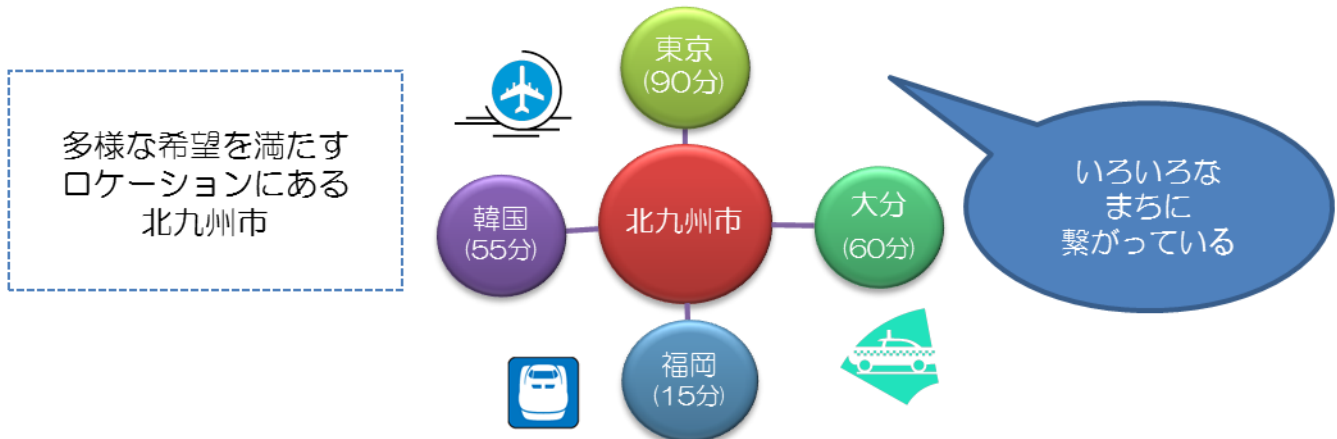 多様な希望を満たす
ロケーションにある
北九州市
東京
(90分)
韓国
(55分)
北九州市
大分
(60分)
福岡
(15分)
いろいろな
まちに
繋がっている